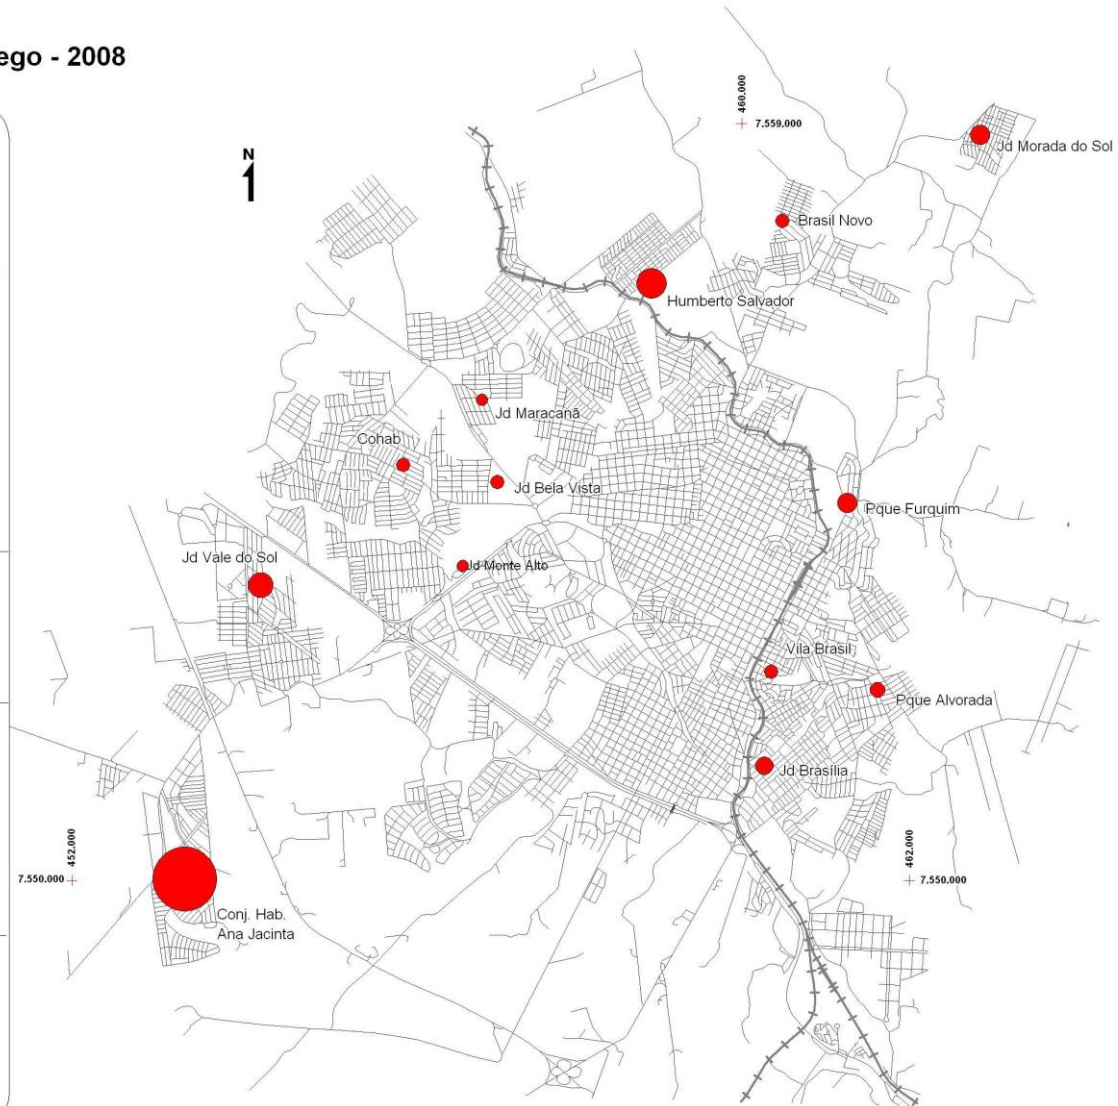 ego - 2008
N
460.000
7.559.000
Jd Morada do Sol
Brasil Novo
Humberto Salvador
Jd Maracanã
Cohab
Jd Bela Vista
Pque Furquim
Jd Vale do Sol
Jd Monte Alto
Vila Brasil
Pque Alvorada
Jd Brasília
452.000
7.550.000
462.000
7.550.000
Conj. Hab.
Ana Jacinta